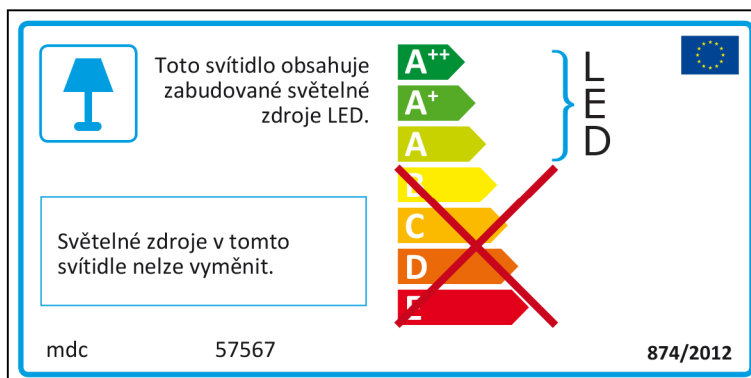 Toto svítidlo obsahuje
zabudované světelné
zdroje LED.
A++
A+
A
B
C
D
E
L
E
D
Světelné zdroje v tomto
svítidle nelze vyměnit.
mdc 57567
874/2012